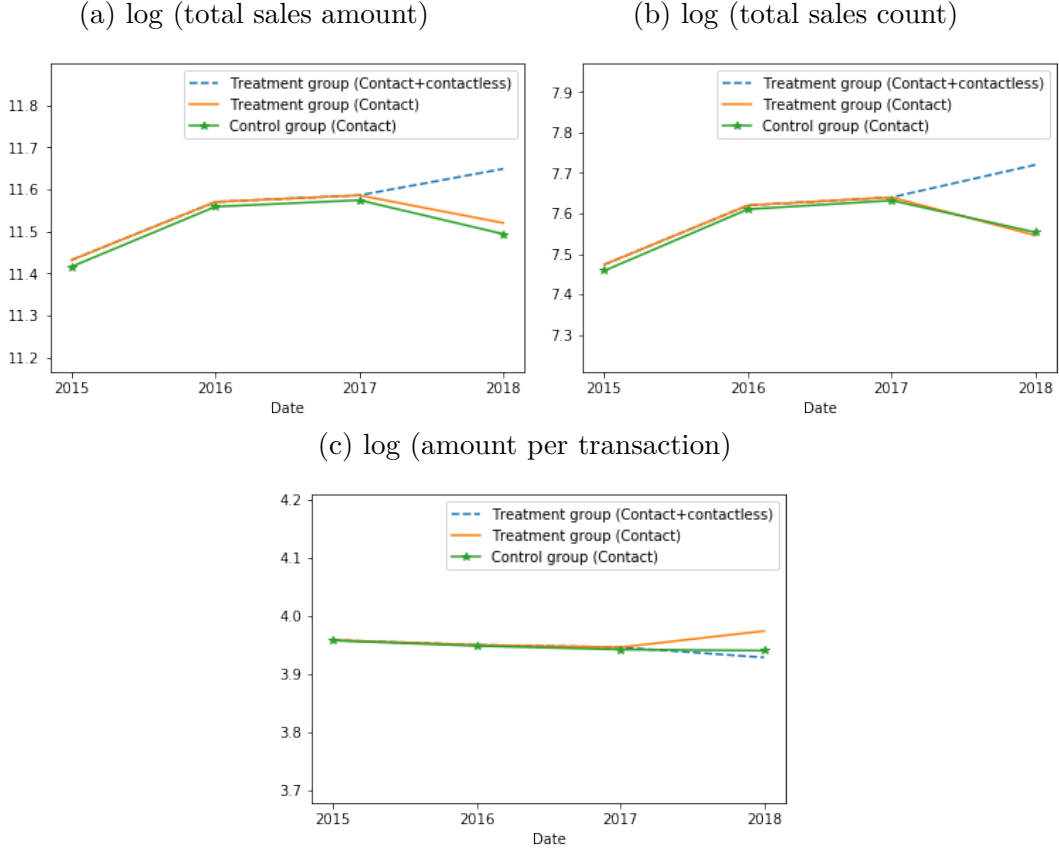 (a) log (total sales amount)
(b) log (total sales count)
Treatment group (Contact+contactless)
Treatment group (Contact)
Control group (Contact)
11.8
11.7
11.6
11.5
11.4
11.3
11.2
2015
2016
2017
2018
Date
Treatment group (Contact+contactless)
Treatment group (Contact)
Control group (Contact)
7.9
7.8
7.7
7.6
7.5
7.4
7.3
2015
2016
2017
2018
Date
(c) log (amount per transaction)
Treatment group (Contact+contactless)
Treatment group (Contact)
Control group (Contact)
4.2
4.1
4.0
3.9
3.8
3.7
2015
2016
2017
2018
Date